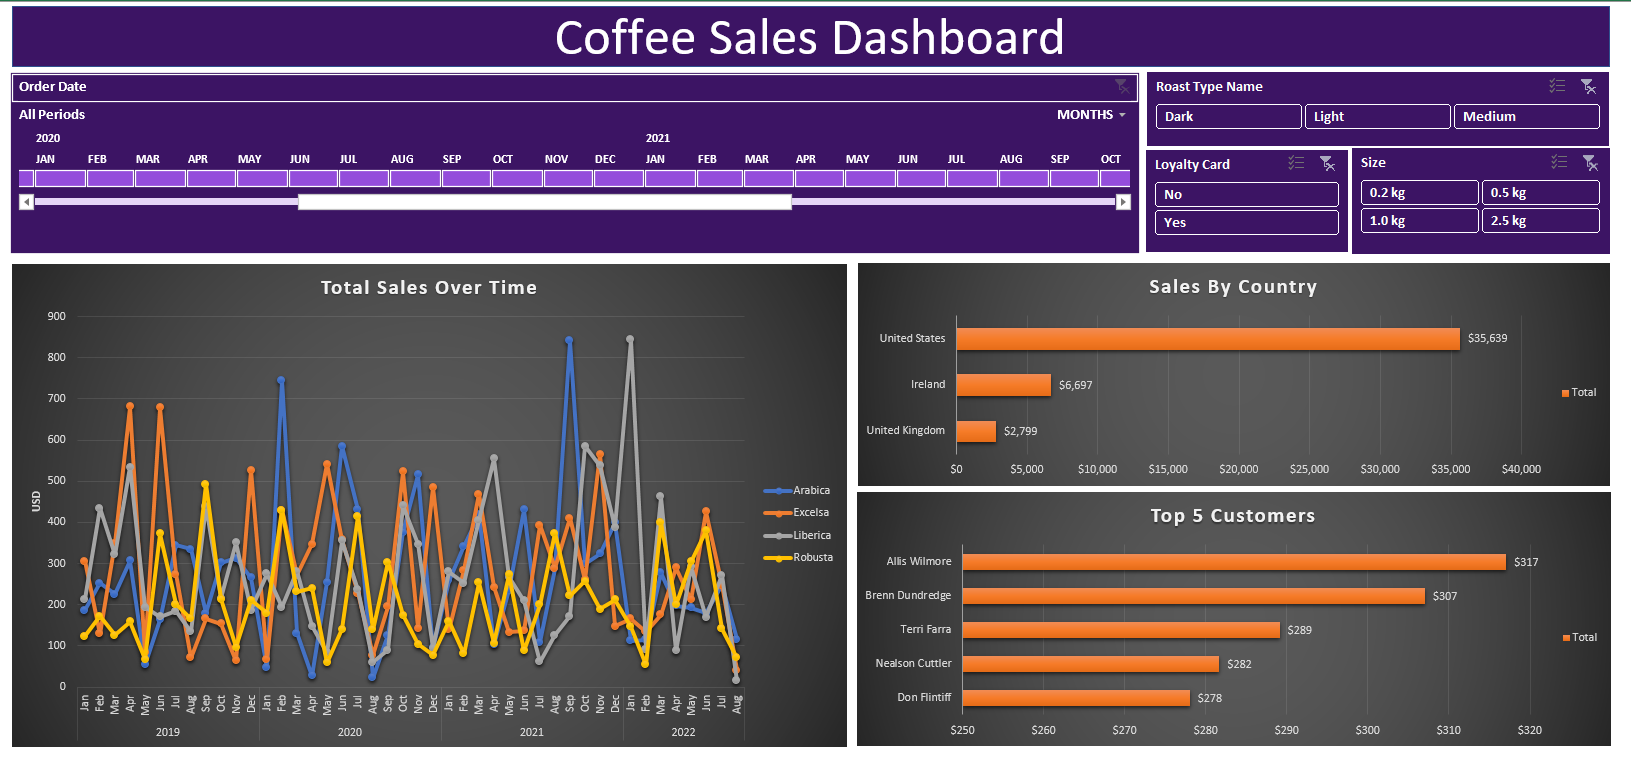 Coffee Sales Dashboard
Order Date
All Periods
MONTHS
2020 2021
JAN FEB MAR APR MAY JUN JUL AUG SEP OCT NOV DEC JAN FEB MAR APR MAY JUN JUL AUG SEP OCT
Roast Type Name
Dark Light Medium
Loyalty Card
No
Yes
Size
0.2 kg 0.5 kg
1.0 kg 2.5 kg
Total Sales Over Time
900
800
700
600
500
400
300
200
100
0
USD
Jan Feb Mar Apr May Jun Jul Aug Sep Oct Nov Dec Jan Feb Mar Apr May Jun Jul Aug Sep Oct Nov Dec Jan Feb Mar Apr May Jun Jul Aug Sep Oct Nov Dec Jan Feb Mar Apr May Jun Jul Aug
2019 2020 2021 2022
Arabica
Excelsa
Liberica
Robusta
Sales By Country
United States $35,639
Ireland $6,697
United Kingdom $2,799
$0 $5,000 $10,000 $15,000 $20,000 $25,000 $30,000 $35,000 $40,000
Total
Top 5 Customers
Allis Wilmore $317
Brenn Dundredge $307
Terri Farra $289
Nealson Cuttler $282
Don Flintiff $278
$250 $260 $270 $280 $290 $300 $310 $320
Total